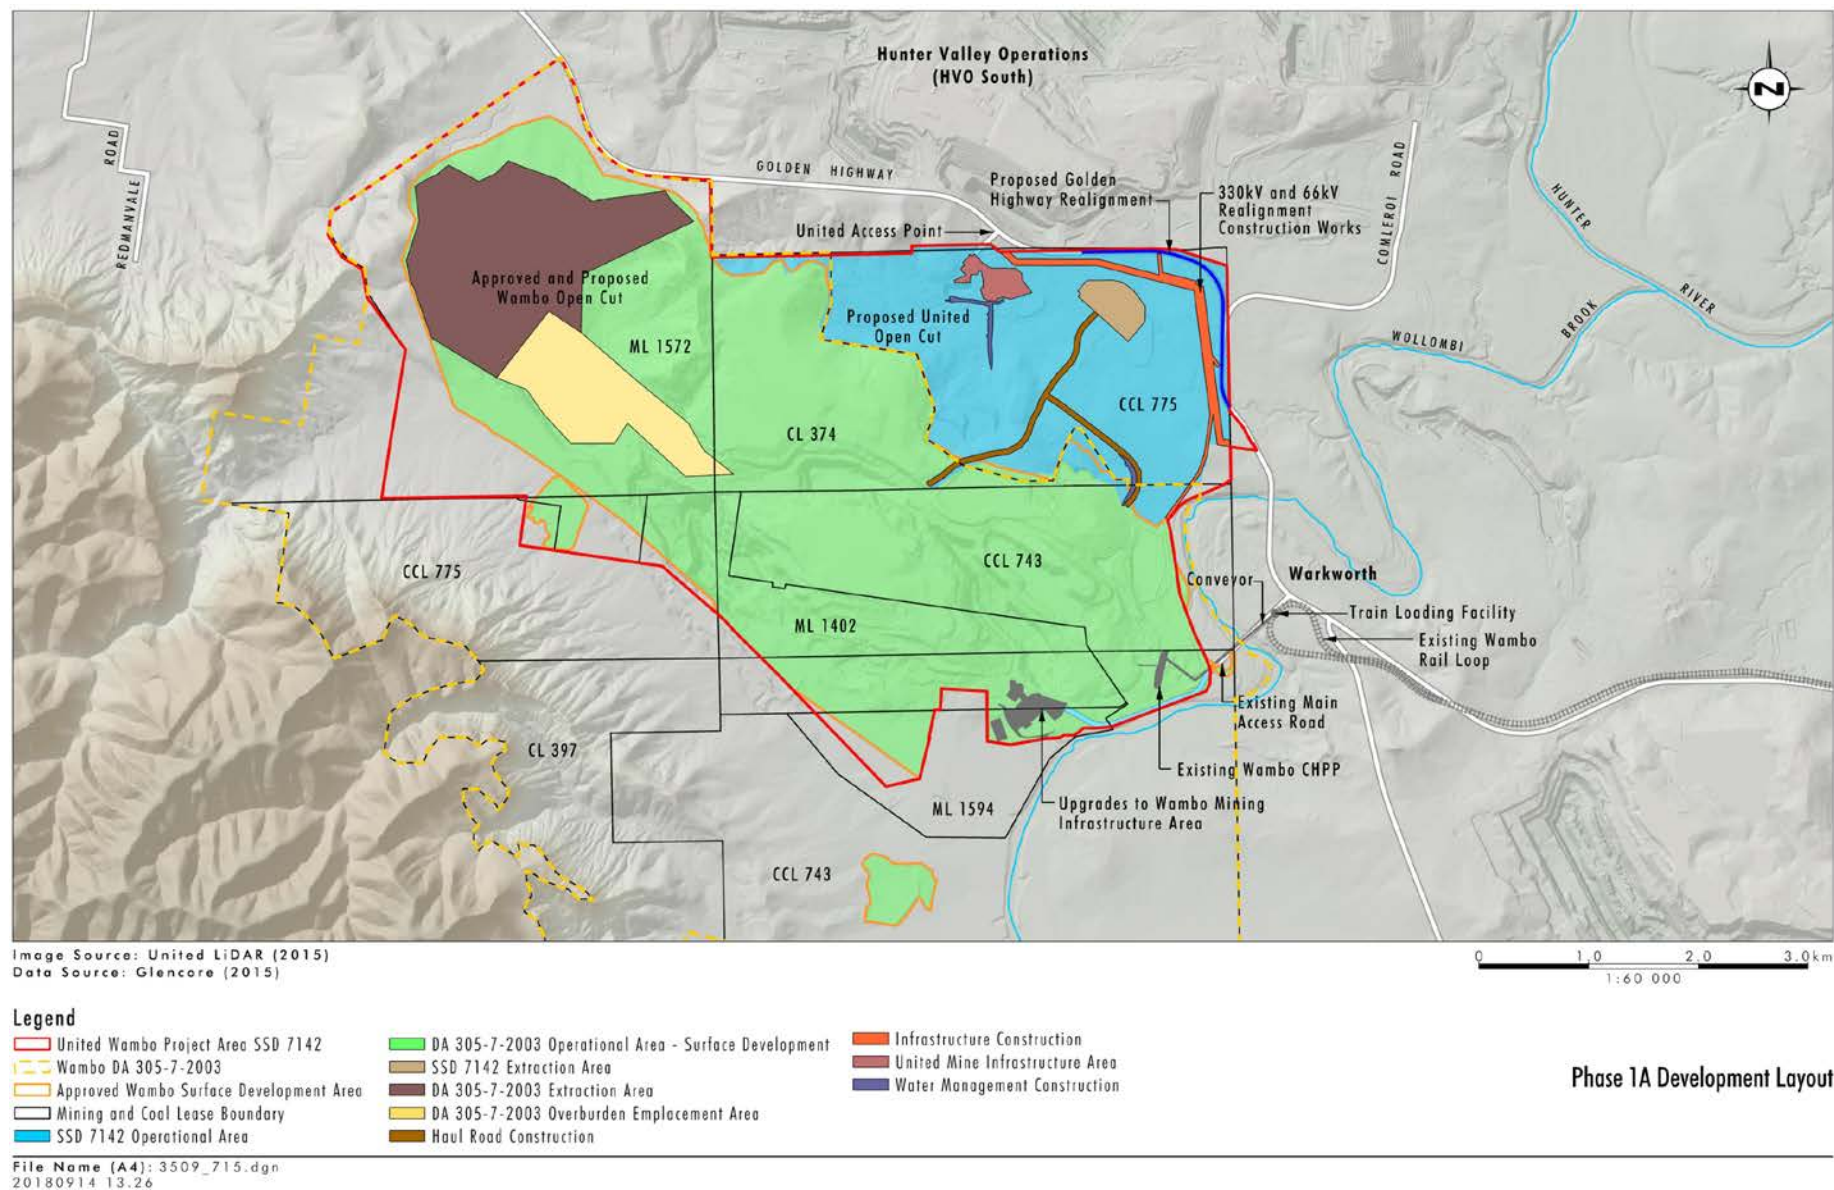 Hunter Valley Operations
(HVO South)
N
ROAD
REDMANVALE
GOLDEN HIGHWAY
Proposed Golden
Highway Realignment
330kV and 66kV
Realignment
Construction Works
COMLEROI ROAD
HUNTER
RIVER
United Access Point
Approved and Proposed
Wambo Open Cut
Proposed United
Open Cut
WOLLOMBI
BROOK
ML 1572
CCL 775
CL 374
CCL 775
CCL 743
Conveyor
Warkworth
Train Loading Facility
ML 1402
Existing Wambo
Rail Loop
Existing Main
Access Road
CL 397
Existing Wambo CHPP
ML 1594
Upgrades to Wambo Mining
Infrastructure Area
CCL 743
Image Source: United LiDAR (2015)
Data Source: Glencore (2015)
0 1.0 2.0 3.0km
1:60 000
Legend
United Wambo Project Area SSD 7142
Wambo DA 305-7-2003
Approved Wambo Surface Development Area
Mining and Coal Lease Boundary
SSD 7142 Operational Area
DA 305-7-2003 Operational Area - Surface Development
SSD 7142 Extraction Area
DA 305-7-2003 Extraction Area
DA 305-7-2003 Overburden Emplacement Area
Haul Road Construction
Infrastructure Construction
United Mine Infrastructure Area
Water Management Construction
Phase 1A Development Layout
File Name (A4): 3509_715.dgn
20180914 13.26